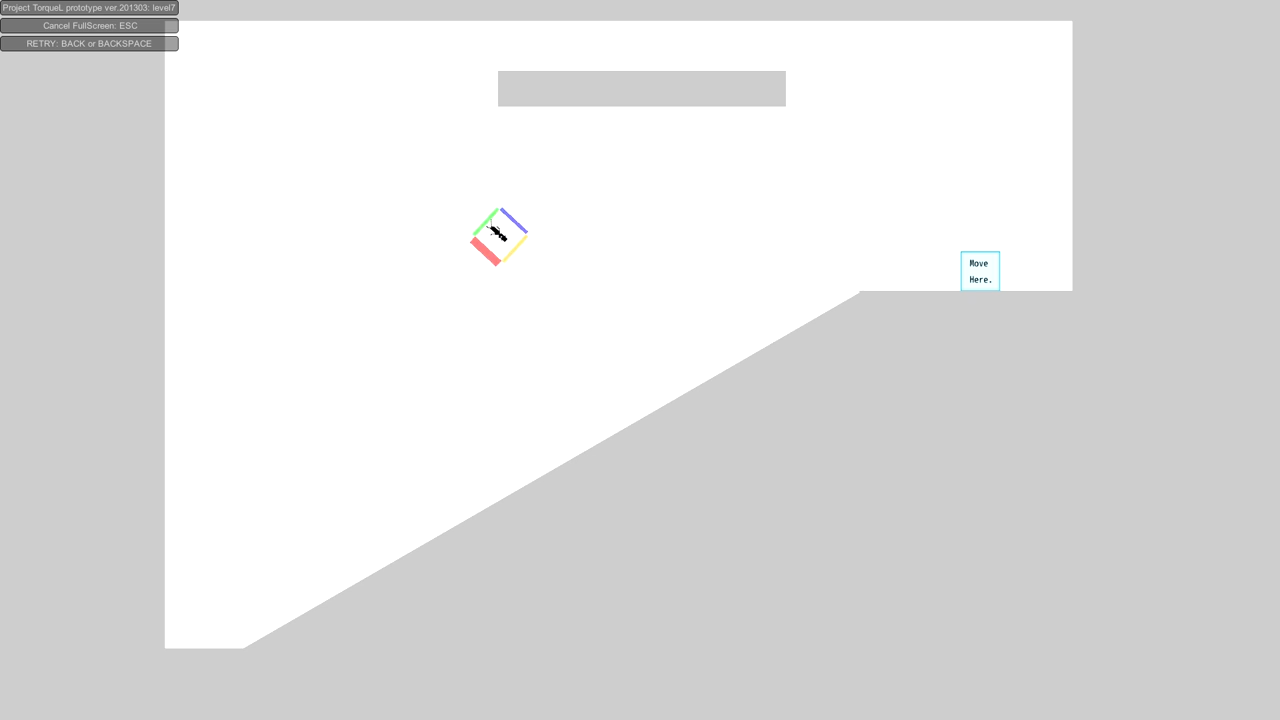 Project TorqueL prototype ver.201303: level7
Cancel FullScreen: ESC
RETRY: BACK or BACKSPACE
Move
Here.